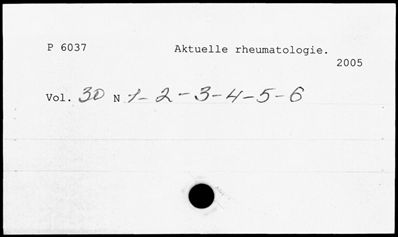 P 6037 Aktuelle rheumatologie.
2005
Vol. 30 N 1-2-3-4-5-6